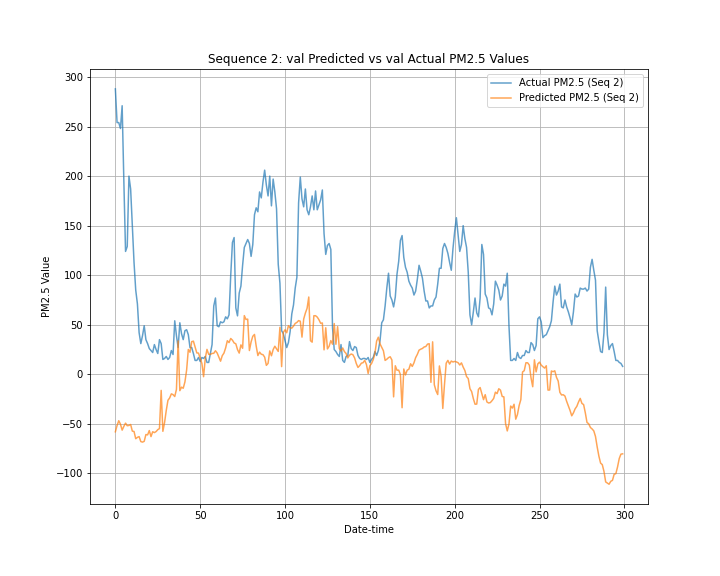 Sequence 2: val Predicted vs val Actual PM2.5 Values
Actual PM2.5 (Seq 2)
Predicted PM2.5 (Seq 2)
300
250
200
150
100
50
0
−50
−100
PM2.5 Value
0 50 100 150 200 250 300
Date-time